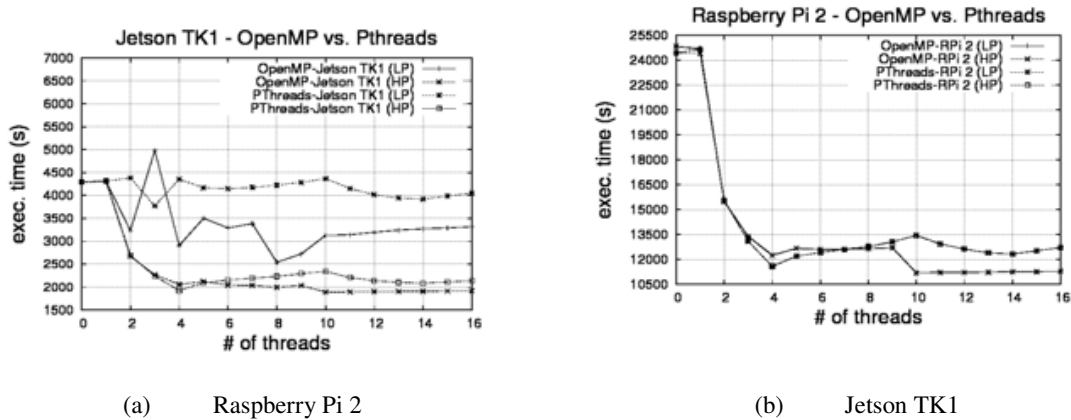 Jetson TK1 - OpenMP vs. Pthreads
7000
6500
6000
5500
5000
4500
4000
3500
3000
2500
2000
1500
exec. time (s)
OpenMP-Jetson TK1 (LP)
OpenMP-Jetson TK1 (HP)
PThreads-Jetson TK1 (LP)
PThreads-Jetson TK1 (HP)
0 2 4 6 8 10 12 14 16
# of threads
Raspberry Pi 2 - OpenMP vs. Pthreads
25500
24000
22500
21000
19500
18000
16500
15000
13500
12000
10500
exec. time (s)
OpenMP-RPi 2 (LP)
OpenMP-RPi 2 (HP)
PThreads-RPi 2 (LP)
PThreads-RPi 2 (HP)
0 2 4 6 8 10 12 14 16
# of threads
(a) Raspberry Pi 2
(b) Jetson TK1